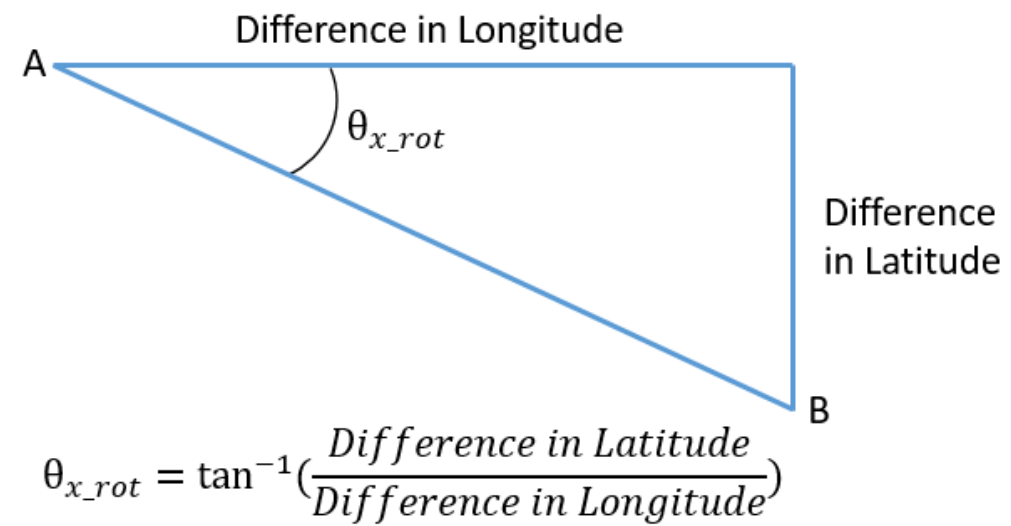 Difference in Longitude
A
θx_rot
Difference
in Latitude
B
θx_rot = tan⁻¹(Difference in Latitude/Difference in Longitude)